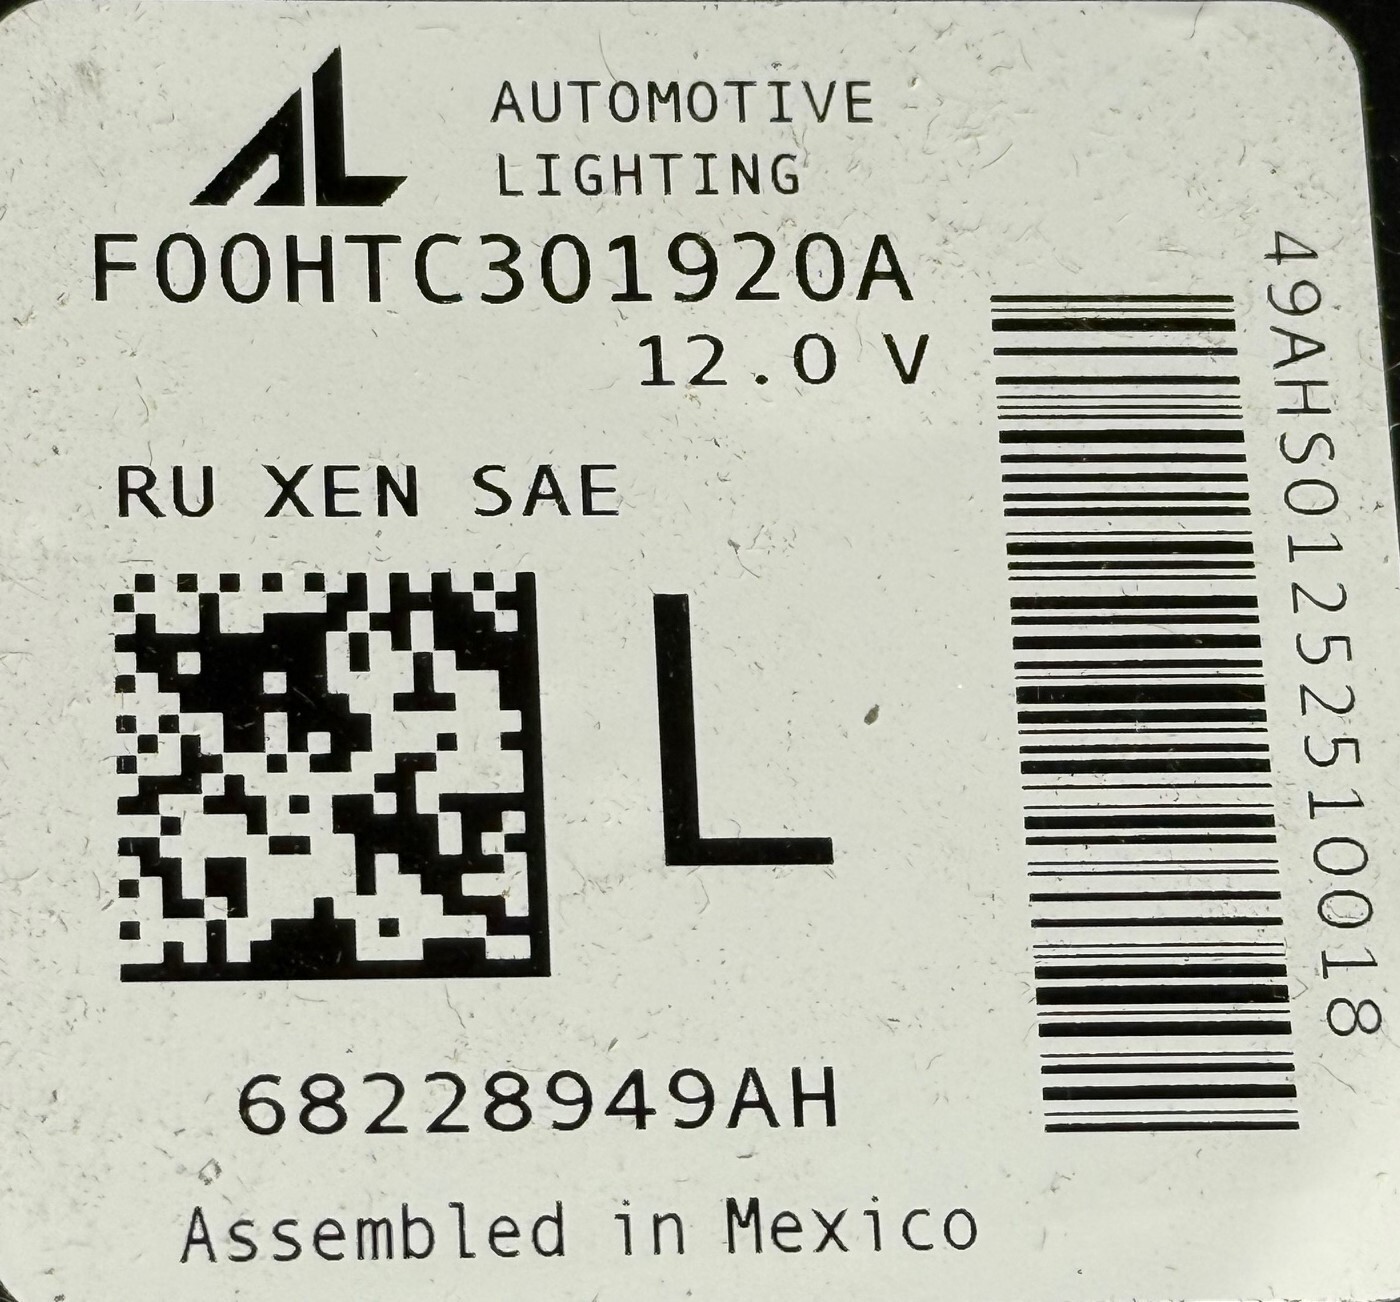 AL
AUTOMOTIVE
LIGHTING
F00HTC301920A
12.0 V
RU XEN SAE
L
68228949AH
Assembled in Mexico
49AHS01252510018